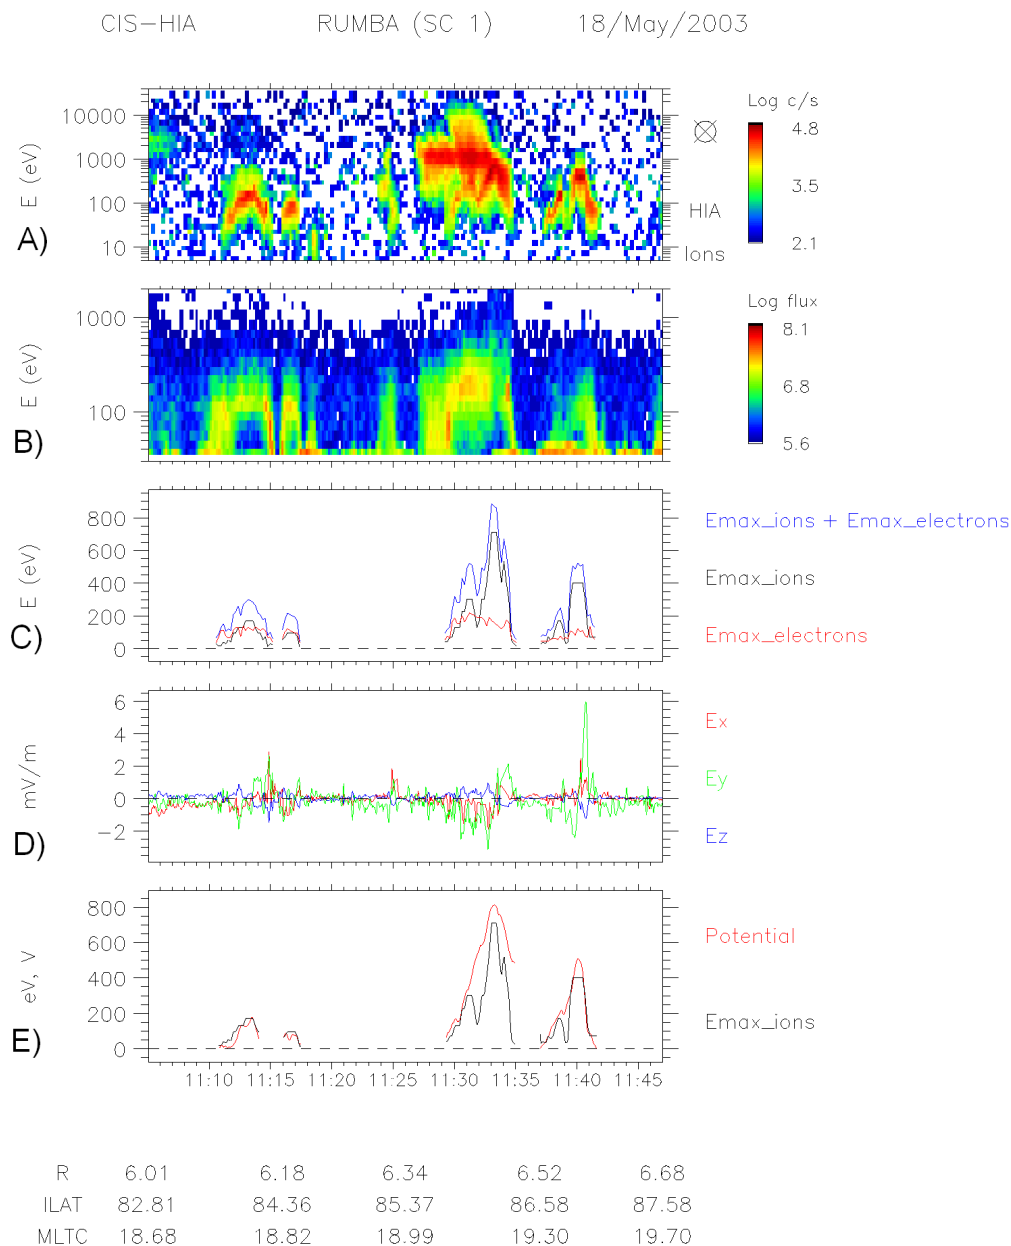 CIS-HIA RUMBA (SC 1) 18/May/2003
A)
E (eV)
10000
1000
100
10
HIA
Ions
Log c/s
4.8
3.5
2.1
B)
E (eV)
1000
100
Log flux
8.1
6.8
5.6
C)
E (eV)
800
600
400
200
0
Emax_ions + Emax_electrons
Emax_ions
Emax_electrons
D)
mV/m
6
4
2
0
-2
Ex
Ey
Ez
E)
eV, V
800
600
400
200
0
Potential
Emax_ions
11:10 11:15 11:20 11:25 11:30 11:35 11:40 11:45
R 6.01 6.18 6.34 6.52 6.68
ILAT 82.81 84.36 85.37 86.58 87.58
MLTC 18.68 18.82 18.99 19.30 19.70